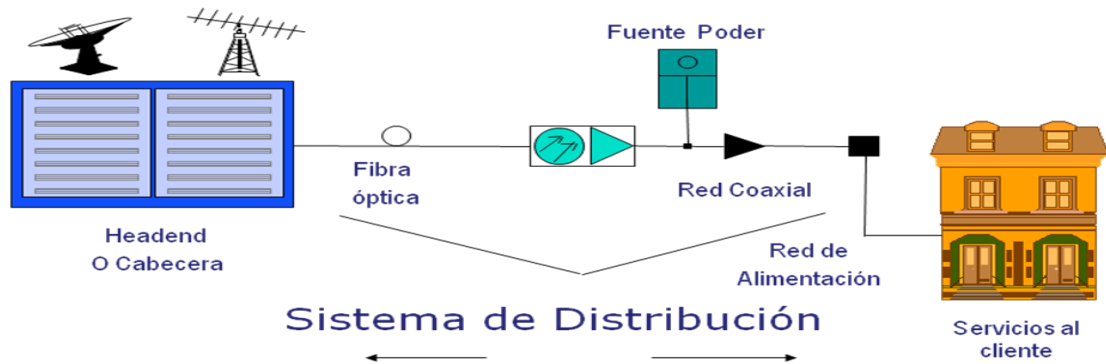 Fuente Poder
Fibra
óptica
Red Coaxial
Headend
O Cabecera
Red de
Alimentación
Sistema de Distribución
Servicios al
cliente